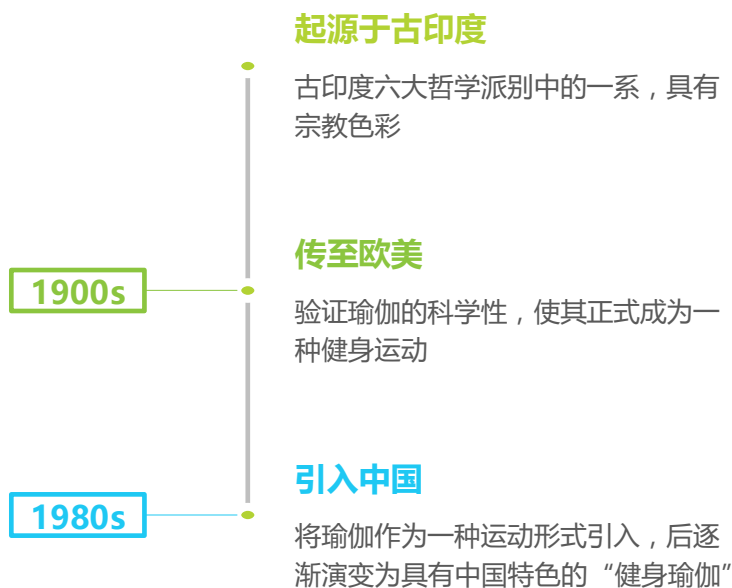 起源于古印度
古印度六大哲学派别中的一系，具有
宗教色彩
传至欧美
1900s
验证瑜伽的科学性，使其正式成为一
种健身运动
引入中国
1980s
将瑜伽作为一种运动形式引入，后逐
渐演变为具有中国特色的“健身瑜伽”